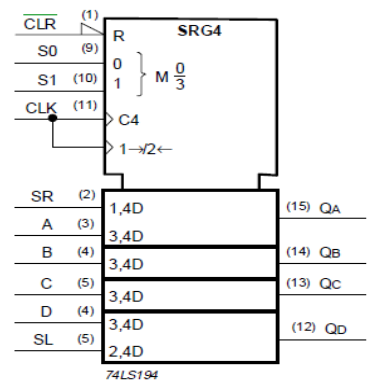 CLR (1) R SRG4
S0 (9) 0
S1 (10) 1 } M 0/3
CLK (11) C4
1→/2←
SR (2) 1,4D (15) QA
A (3) 3,4D
B (4) 3,4D (14) QB
C (5) 3,4D (13) QC
D (4) 3,4D (12) QD
SL (5) 2,4D
74LS194